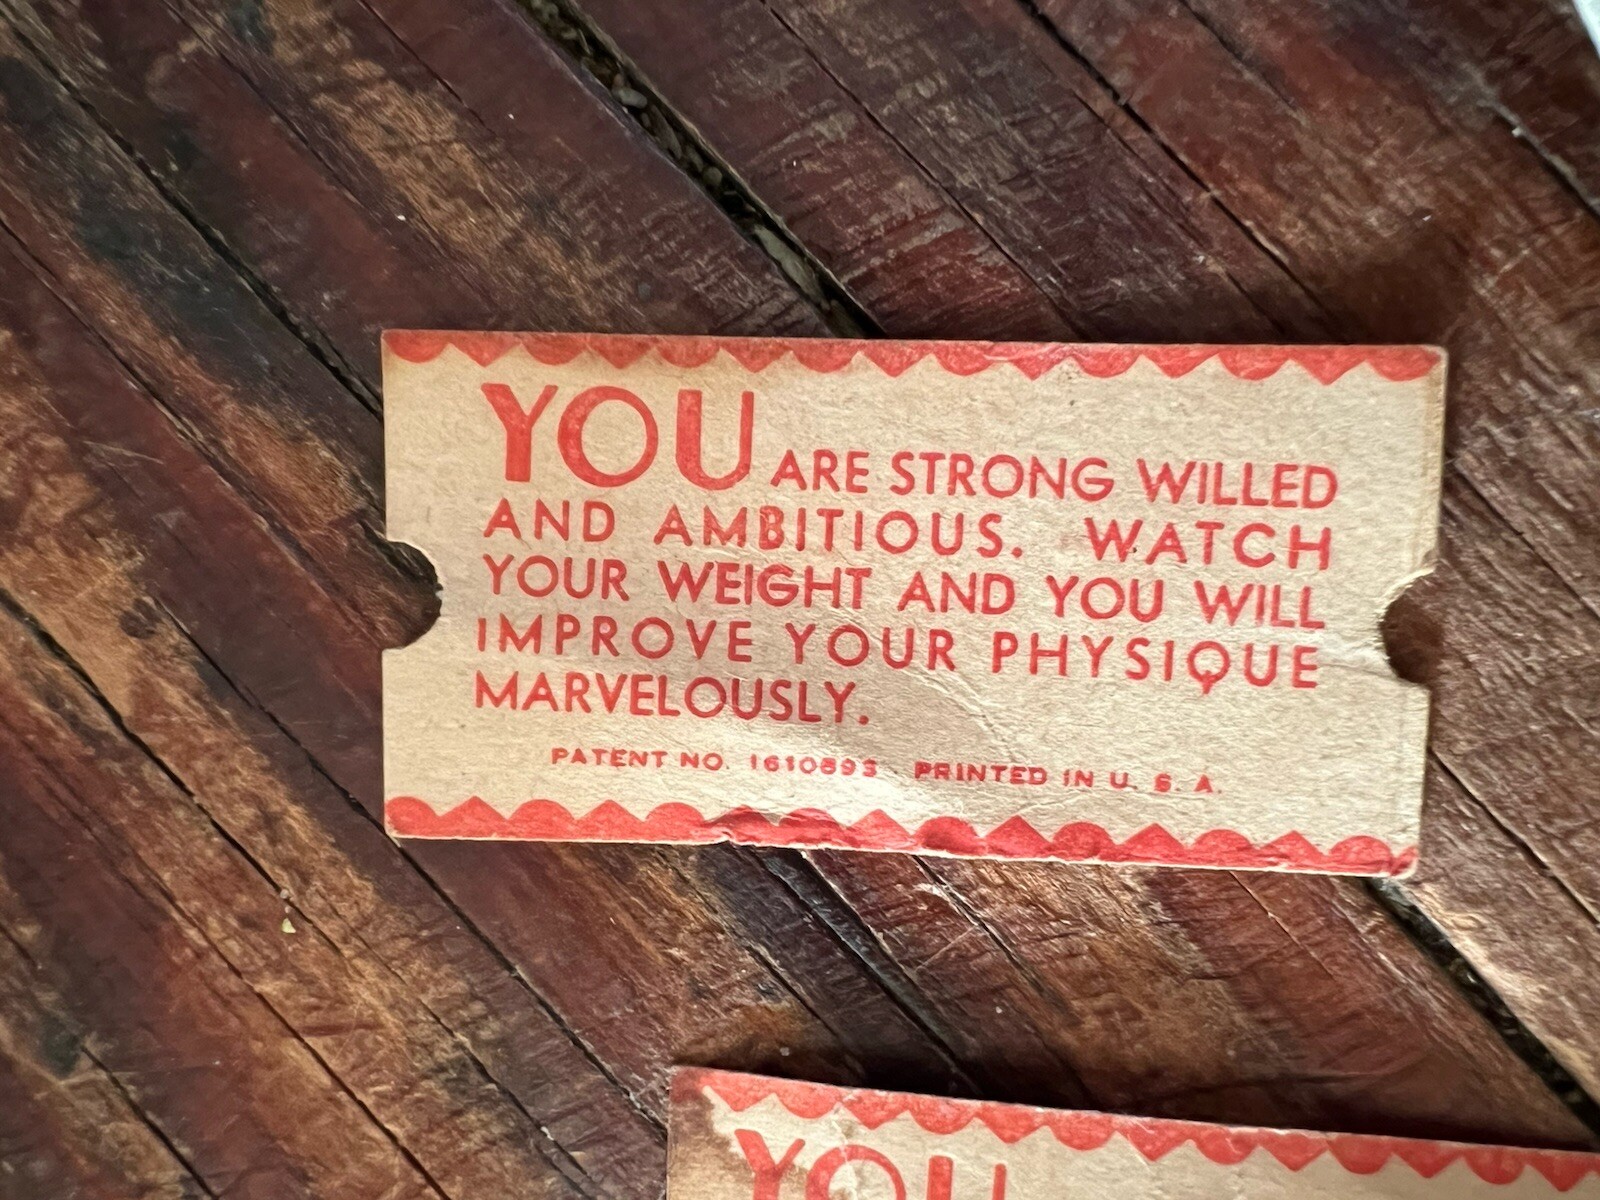 YOU ARE STRONG WILLED
AND AMBITIOUS. WATCH
YOUR WEIGHT AND YOU WILL
IMPROVE YOUR PHYSIQUE
MARVELOUSLY.
PATENT NO. 1610893 PRINTED IN U. S. A.
YOU